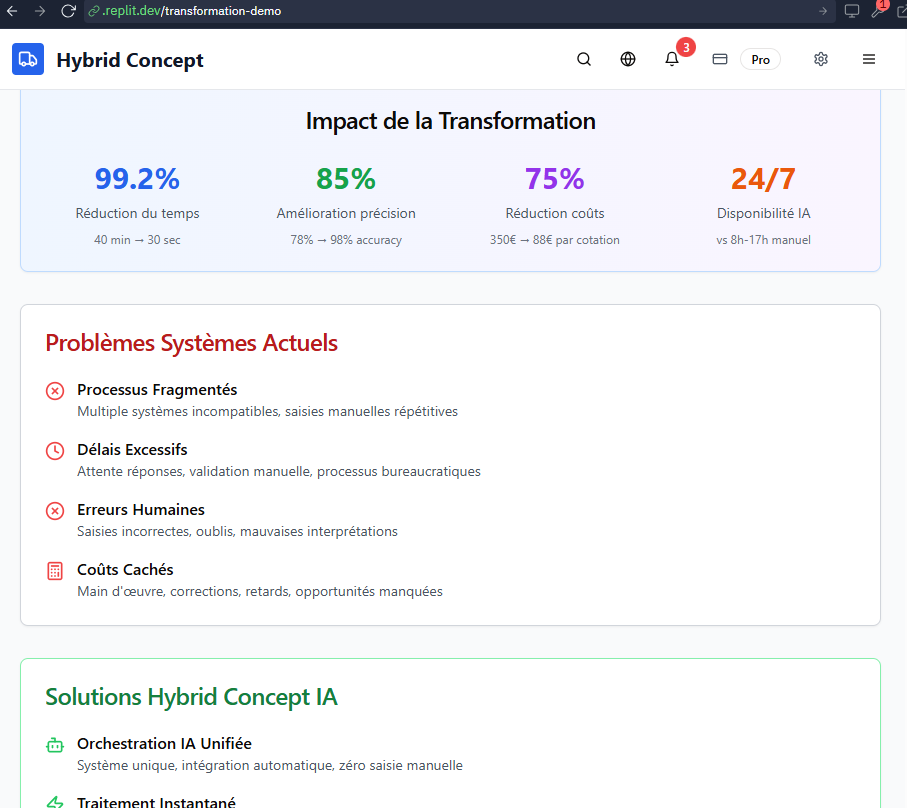 .replit.dev/transformation-demo
1
Hybrid Concept
3
Pro
Impact de la Transformation
99.2%
85%
75%
24/7
Réduction du temps
Amélioration précision
Réduction coûts
Disponibilité IA
40 min → 30 sec
78% → 98% accuracy
350€ → 88€ par cotation
vs 8h-17h manuel
Problèmes Systèmes Actuels
Processus Fragmentés
Multiple systèmes incompatibles, saisies manuelles répétitives
Délais Excessifs
Attente réponses, validation manuelle, processus bureaucratiques
Erreurs Humaines
Saisies incorrectes, oublis, mauvaises interprétations
Coûts Cachés
Main d'œuvre, corrections, retards, opportunités manquées
Solutions Hybrid Concept IA
Orchestration IA Unifiée
Système unique, intégration automatique, zéro saisie manuelle
Traitement Instantané